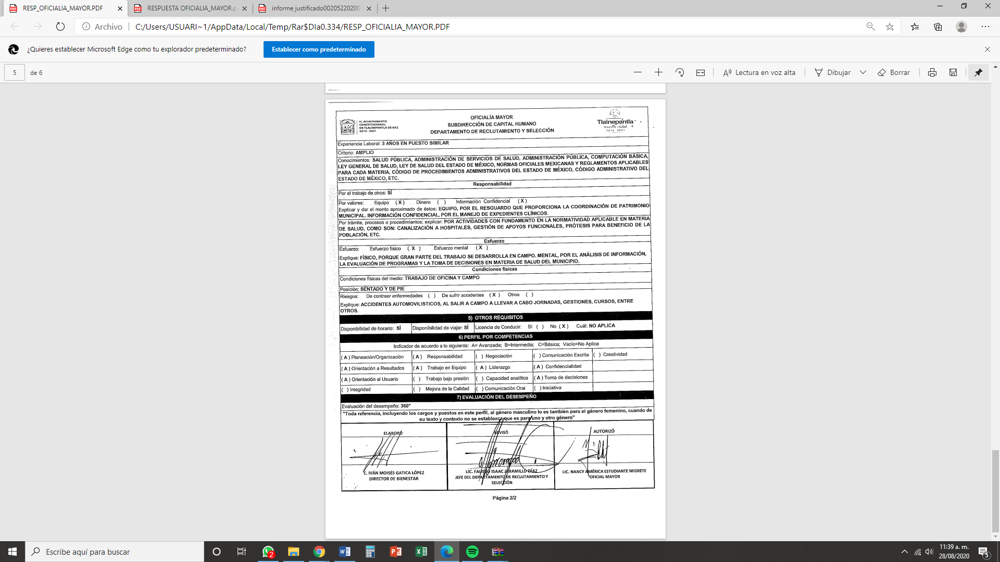 RESP_OFICIALIA_MAYOR.PDF
RESPUESTA OFICIALIA_MAYOR.p
informe justificado00205220200
Archivo
C:/Users/USUARI~1/AppData/Local/Temp/Rar$DIa0.334/RESP_OFICIALIA_MAYOR.PDF
¿Quieres establecer Microsoft Edge como tu explorador predeterminado?
Establecer como predeterminado
5 de 6
Lectura en voz alta
Dibujar
Borrar
H. AYUNTAMIENTO
CONSTITUCIONAL
DE TLALNEPANTLA DE BAZ
2019 - 2021
OFICIALÍA MAYOR
SUBDIRECCIÓN DE CAPITAL HUMANO
DEPARTAMENTO DE RECLUTAMIENTO Y SELECCIÓN
Tlalnepantla
nuestra ciudad
2019 - 2021
Experiencia Laboral: 3 AÑOS EN PUESTO SIMILAR
Criterio: AMPLIO
Conocimientos: SALUD PÚBLICA, ADMINISTRACIÓN DE SERVICIOS DE SALUD, ADMINISTRACIÓN PÚBLICA, COMPUTACIÓN BÁSICA,
LEY GENERAL DE SALUD, LEY DE SALUD DEL ESTADO DE MÉXICO, NORMAS OFICIALES MEXICANAS Y REGLAMENTOS APLICABLES
PARA CADA MATERIA, CÓDIGO DE PROCEDIMIENTOS ADMINISTRATIVOS DEL ESTADO DE MÉXICO, CÓDIGO ADMINISTRATIVO DEL
ESTADO DE MÉXICO, ETC.
Responsabilidad
Por el trabajo de otros: SÍ
Por valores: Equipo ( X ) Dinero ( ) Información Confidencial ( X )
Explicar y dar el monto aproximado de éstos: EQUIPO, POR EL RESGUARDO QUE PROPORCIONA LA COORDINACIÓN DE PATRIMONIO
MUNICIPAL. INFORMACIÓN CONFIDENCIAL, POR EL MANEJO DE EXPEDIENTES CLÍNICOS.
Por trámite, procesos o procedimientos; explicar: POR ACTIVIDADES CON FUNDAMENTO EN LA NORMATIVIDAD APLICABLE EN MATERIA
DE SALUD, COMO SON: CANALIZACIÓN A HOSPITALES, GESTIÓN DE APOYOS FUNCIONALES, PRÓTESIS PARA BENEFICIO DE LA
POBLACIÓN, ETC.
Esfuerzo
Esfuerzo: Esfuerzo físico ( X ) Esfuerzo mental ( X )
Explique: FÍSICO, PORQUE GRAN PARTE DEL TRABAJO SE DESARROLLA EN CAMPO. MENTAL, POR EL ANÁLISIS DE INFORMACIÓN,
LA EVALUACIÓN DE PROGRAMAS Y LA TOMA DE DECISIONES EN MATERIA DE SALUD DEL MUNICIPIO.
Condiciones físicas
Condiciones físicas del medio: TRABAJO DE OFICINA Y CAMPO
Posición: SENTADO Y DE PIE
Riesgos: De contraer enfermedades ( ) De sufrir accidentes ( X ) Otros ( )
Explique: ACCIDENTES AUTOMOVILISTICOS, AL SALIR A CAMPO A LLEVAR A CABO JORNADAS, GESTIONES, CURSOS, ENTRE
OTROS.
5) OTROS REQUISITOS
Disponibilidad de horario: SÍ Disponibilidad de viajar: SÍ Licencia de Conducir: Sí ( ) No ( X ) Cuál: NO APLICA
6) PERFIL POR COMPETENCIAS
Indicador de acuerdo a lo siguiente: A= Avanzada; B=Intermedia; C=Básica; Vacío=No Aplica
( A ) Planeación/Organización ( A ) Responsabilidad ( ) Negociación ( ) Comunicación Escrita ( ) Creatividad
( A ) Orientación a Resultados ( A ) Trabajo en Equipo ( A ) Liderazgo ( A ) Confidencialidad
( A ) Orientación al Usuario ( ) Trabajo bajo presión ( ) Capacidad analítica ( A ) Toma de decisiones
( ) Integridad ( ) Mejora de la Calidad ( ) Comunicación Oral ( ) Iniciativa
7) EVALUACIÓN DEL DESEMPEÑO
Evaluación del desempeño: 360°
"Toda referencia, incluyendo los cargos y puestos en este perfil, al género masculino lo es también para el género femenino, cuando de
su texto y contexto no se establezca que es para uno y otro género"
ELABORÓ REVISÓ AUTORIZÓ
C. IVÁN MOISÉS GATICA LÓPEZ
DIRECTOR DE BIENESTAR
LIC. FAUSTO ISAAC JARAMILLO DÍAZ
JEFE DEL DEPARTAMENTO DE RECLUTAMIENTO Y
SELECCIÓN
LIC. NANCY AMÉRICA ESTUDIANTE NEGRETE
OFICIAL MAYOR
Página 2/2
Escribe aquí para buscar
2
11:39 a. m.
28/08/2020
5